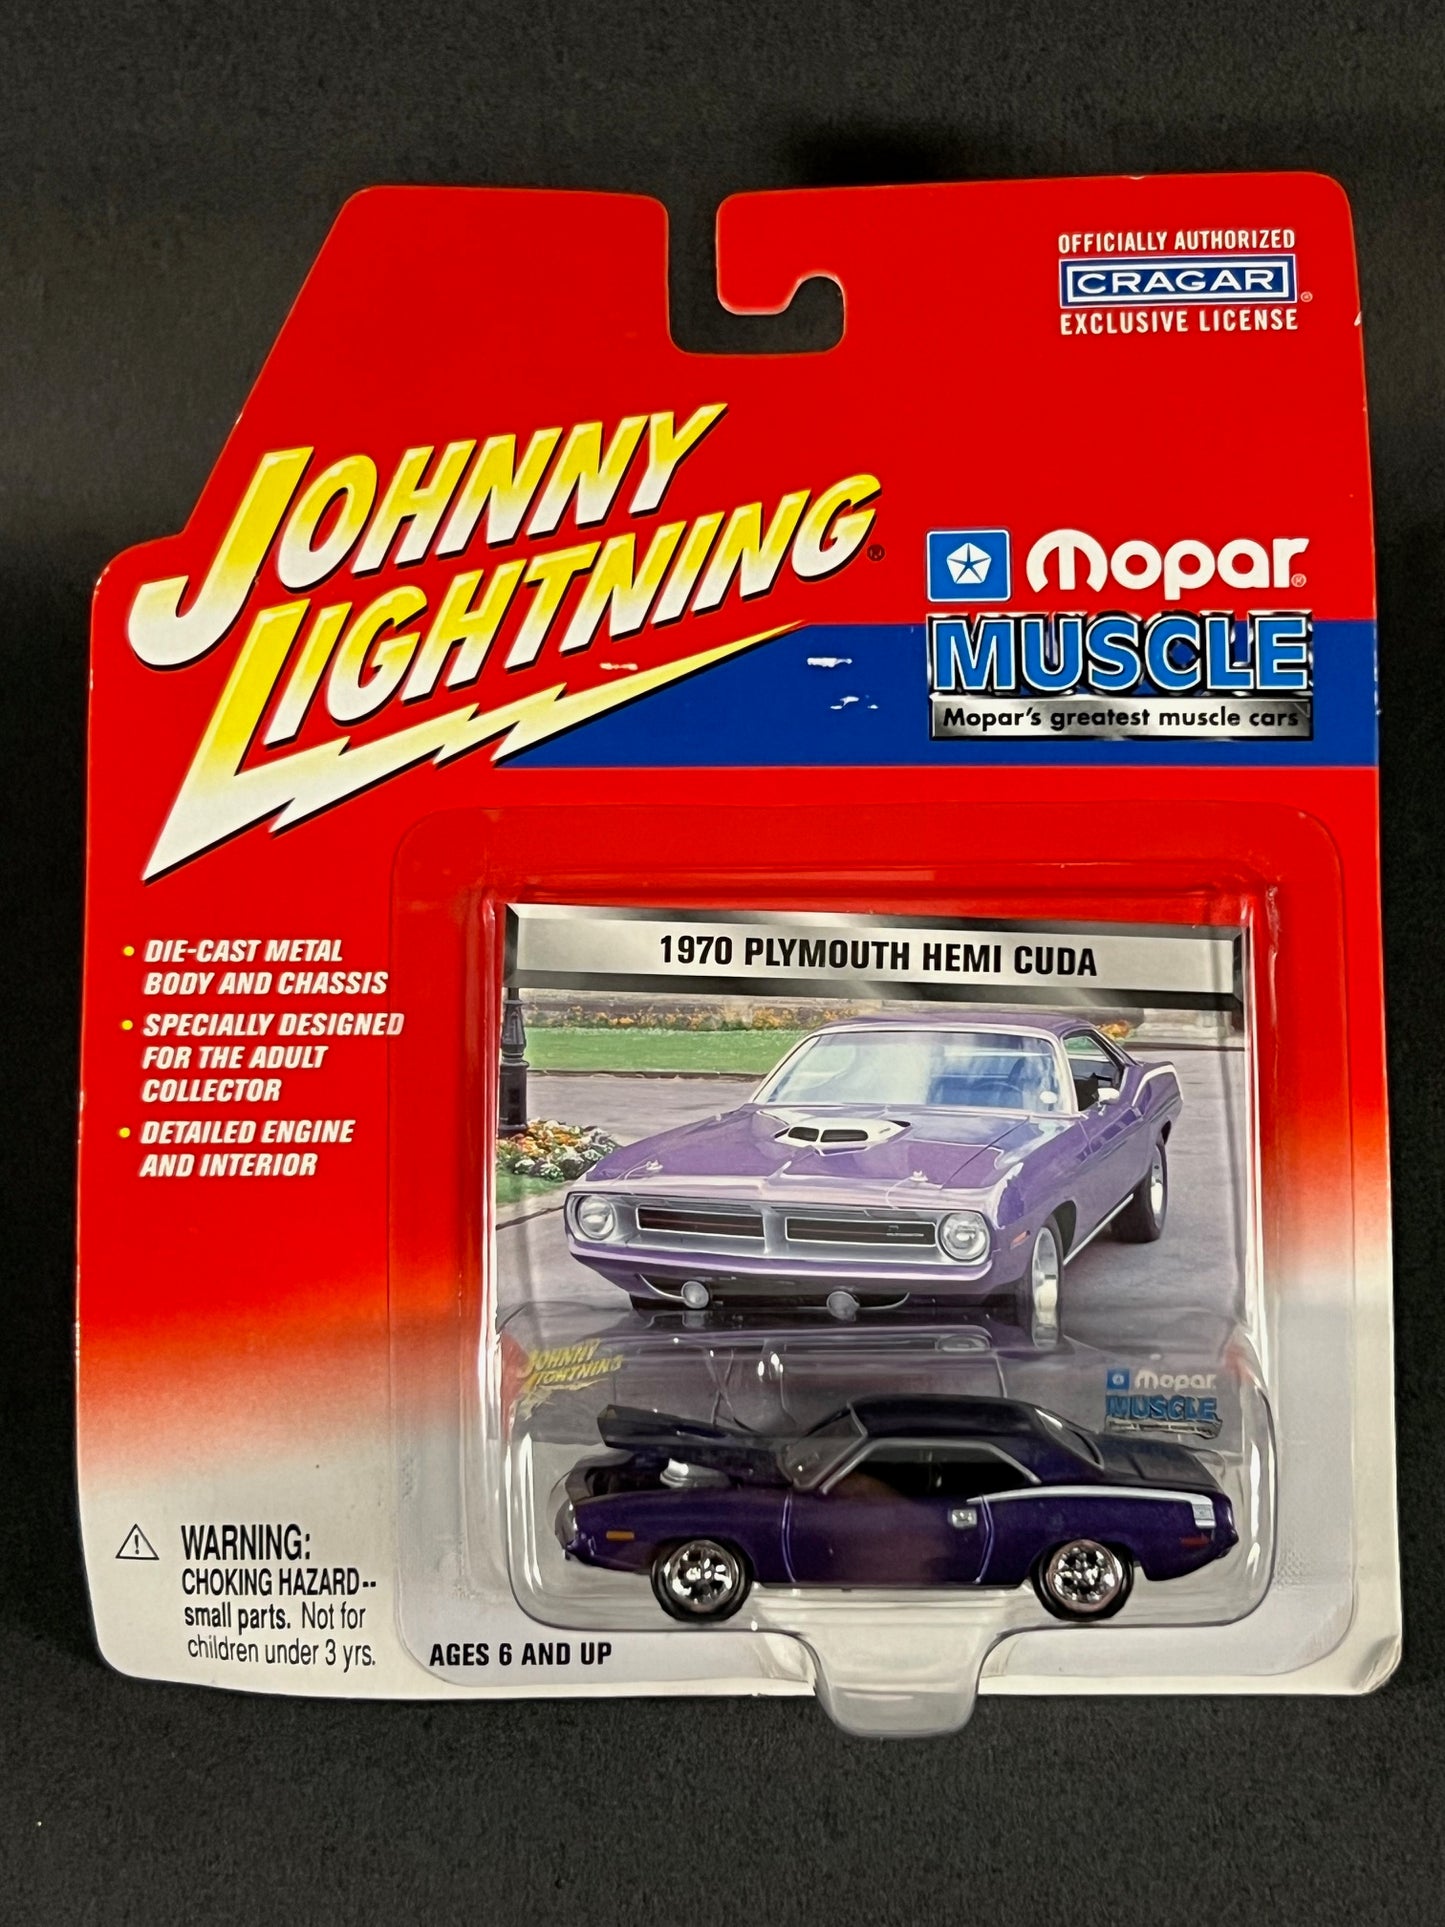 OFFICIALLY AUTHORIZED
CRAGAR®
EXCLUSIVE LICENSE
JOHNNY
LIGHTNING®
Mopar®
MUSCLE
Mopar's greatest muscle cars
• DIE-CAST METAL
BODY AND CHASSIS
• SPECIALLY DESIGNED
FOR THE ADULT
COLLECTOR
• DETAILED ENGINE
AND INTERIOR
1970 PLYMOUTH HEMI CUDA
JOHNNY
LIGHTNING
Mopar
MUSCLE
WARNING:
CHOKING HAZARD--
small parts. Not for
children under 3 yrs.
AGES 6 AND UP